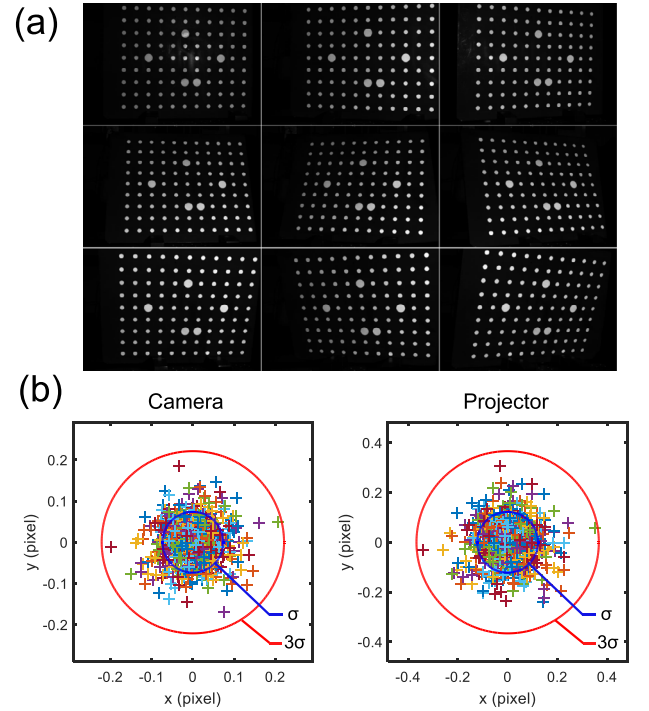 (a)
(b)
Camera
0.2
0.1
0
-0.1
-0.2
y (pixel)
-0.2
-0.1
0
0.1
0.2
x (pixel)
σ
3σ
Projector
0.4
0.2
0
-0.2
-0.4
y (pixel)
-0.4
-0.2
0
0.2
0.4
x (pixel)
σ
3σ